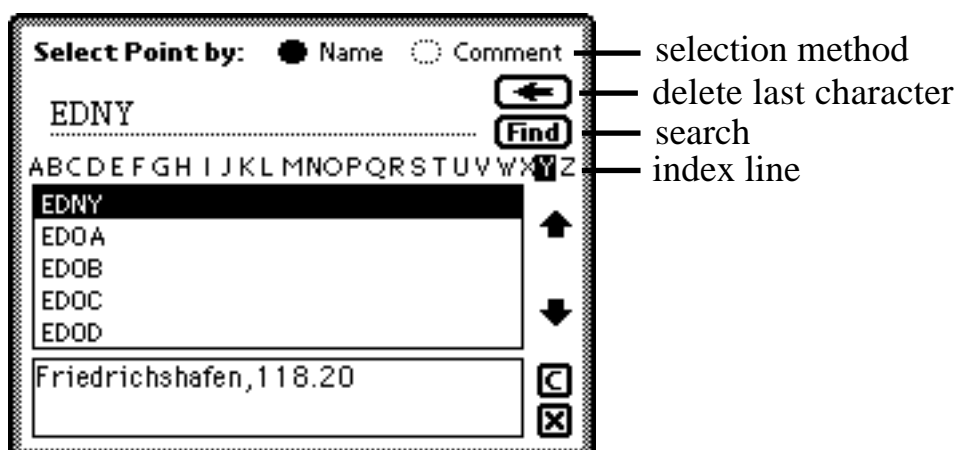 Select Point by: Name Comment selection method
delete last character
EDNY
Find search
ABCDEFGHIJKLMNOPQRSTUVWXYZ index line
EDNY
EDOA
EDOB
EDOC
EDOD
Friedrichshafen,118.20
C
X